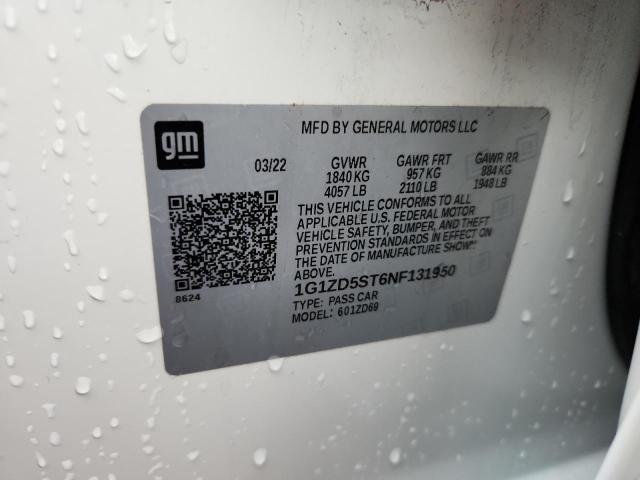 gm
MFD BY GENERAL MOTORS LLC
03/22 GVWR GAWR FRT GAWR RR
1840 KG 957 KG 884 KG
4057 LB 2110 LB 1948 LB
THIS VEHICLE CONFORMS TO ALL
APPLICABLE U.S. FEDERAL MOTOR
VEHICLE SAFETY, BUMPER, AND THEFT
PREVENTION STANDARDS IN EFFECT ON
THE DATE OF MANUFACTURE SHOWN
ABOVE.
1G1ZD5ST6NF131950
TYPE: PASS CAR
MODEL: 601ZD69
8624